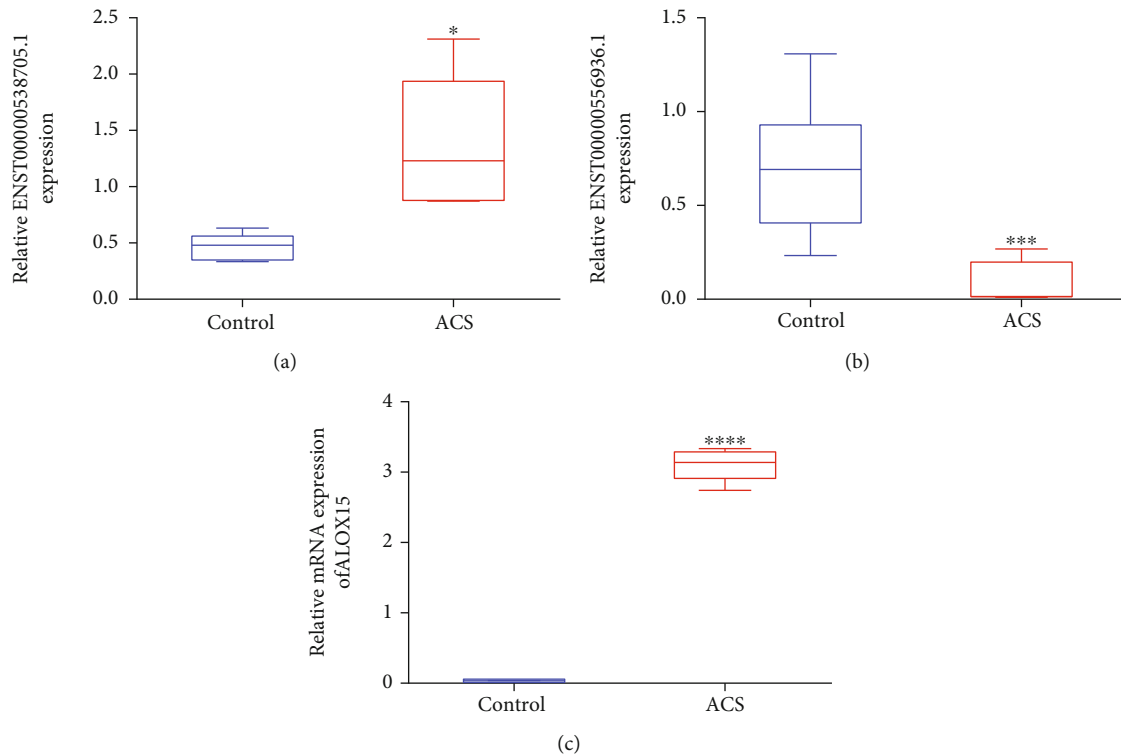 Relative ENST00000538705.1
expression
2.5
2.0
1.5
1.0
0.5
0.0
*
Control
ACS
(a)
Relative ENST00000556936.1
expression
1.5
1.0
0.5
0.0
***
Control
ACS
(b)
Relative mRNA expression
ofALOX15
4
3
2
1
0
****
Control
ACS
(c)